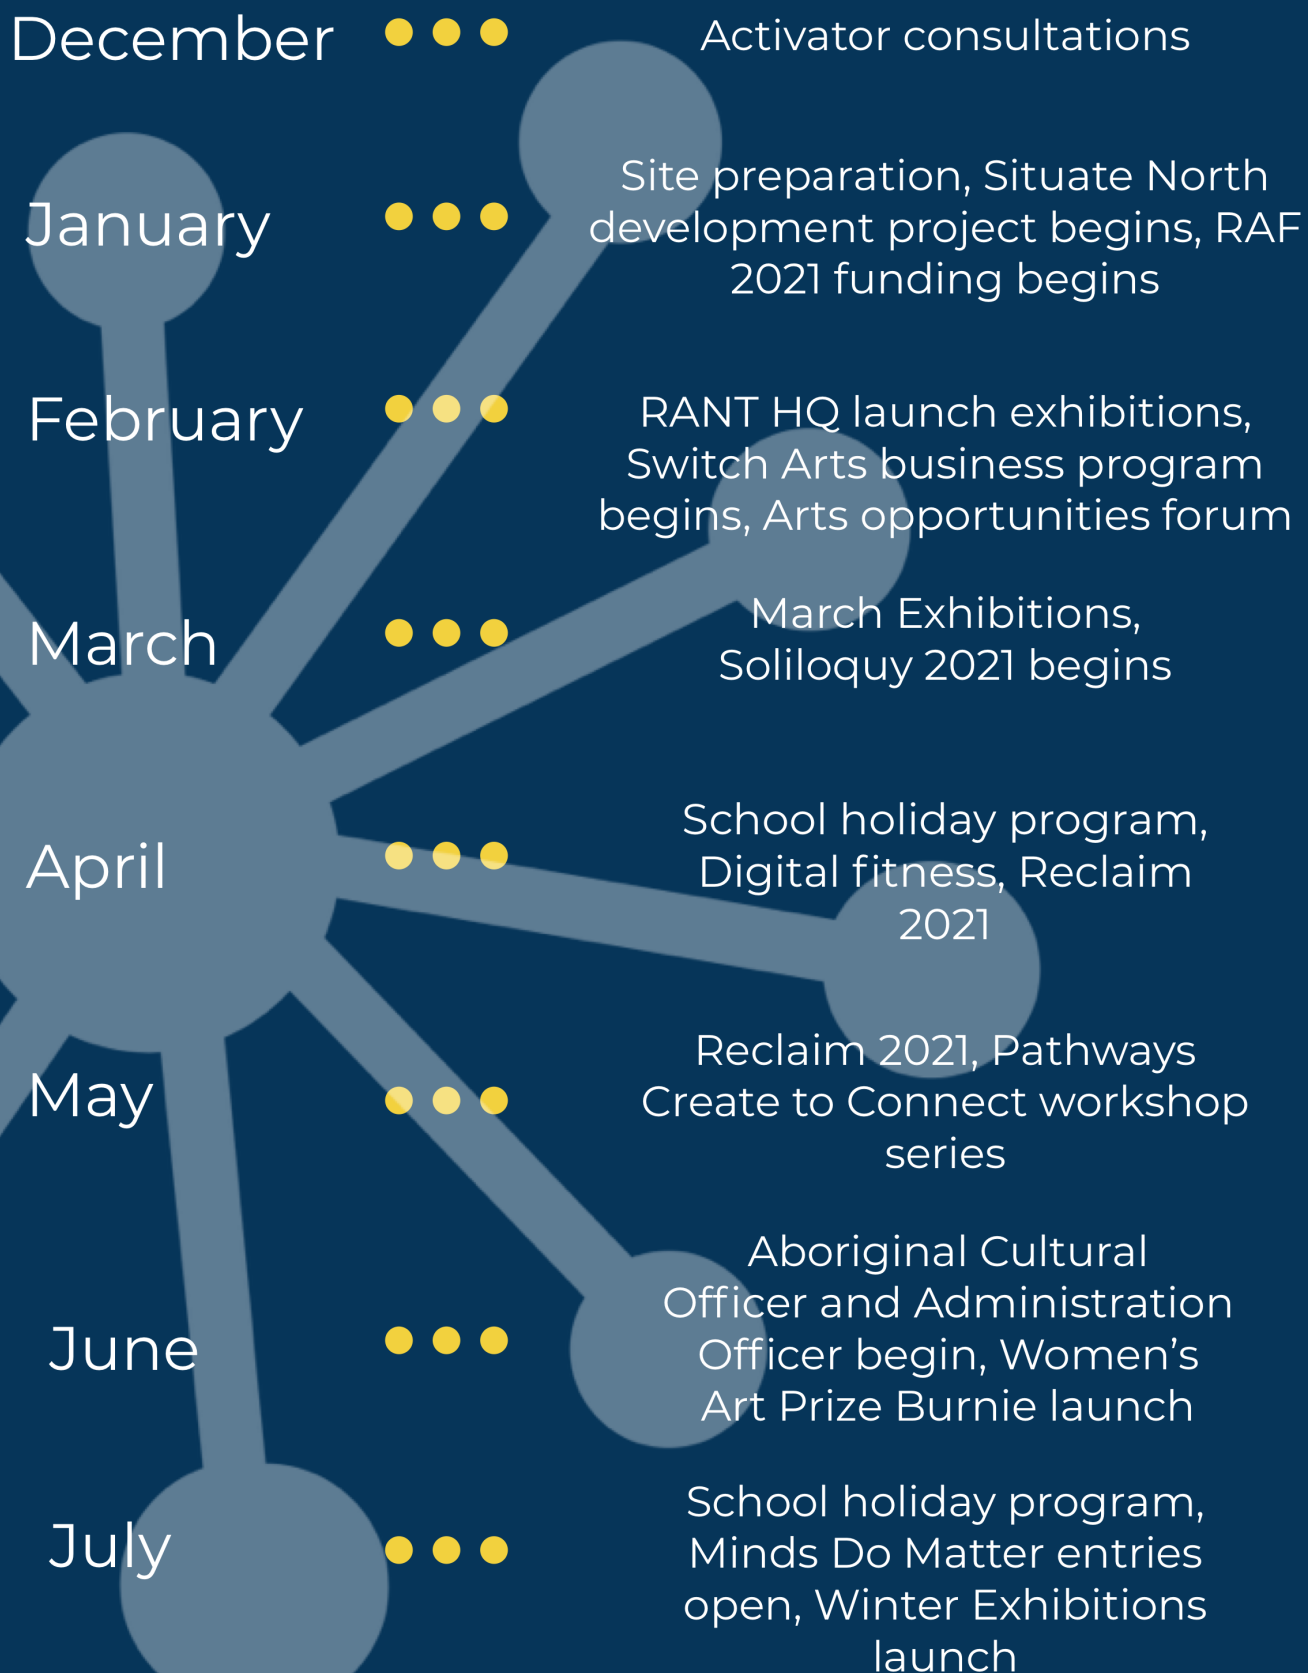 December
Activator consultations
January
Site preparation, Situate North
development project begins, RAF
2021 funding begins
February
RANT HQ launch exhibitions,
Switch Arts business program
begins, Arts opportunities forum
March
March Exhibitions,
Soliloquy 2021 begins
April
School holiday program,
Digital fitness, Reclaim
2021
May
Reclaim 2021, Pathways
Create to Connect workshop
series
June
Aboriginal Cultural
Officer and Administration
Officer begin, Women’s
Art Prize Burnie launch
July
School holiday program,
Minds Do Matter entries
open, Winter Exhibitions
launch